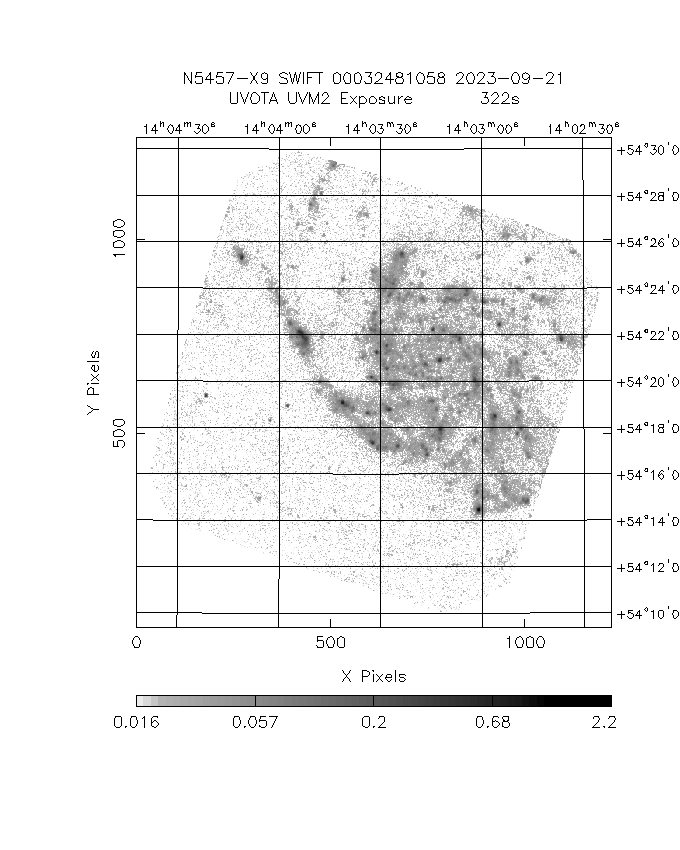 N5457-X9 SWIFT 00032481058 2023-09-21
UVOTA UVM2 Exposure 322s
14ʰ04ᵐ30ˢ 14ʰ04ᵐ00ˢ 14ʰ03ᵐ30ˢ 14ʰ03ᵐ00ˢ 14ʰ02ᵐ30ˢ
+54°30'0
+54°28'0
+54°26'0
+54°24'0
+54°22'0
+54°20'0
+54°18'0
+54°16'0
+54°14'0
+54°12'0
+54°10'0
1000
500
Y Pixels
0 500 1000
X Pixels
0.016 0.057 0.2 0.68 2.2